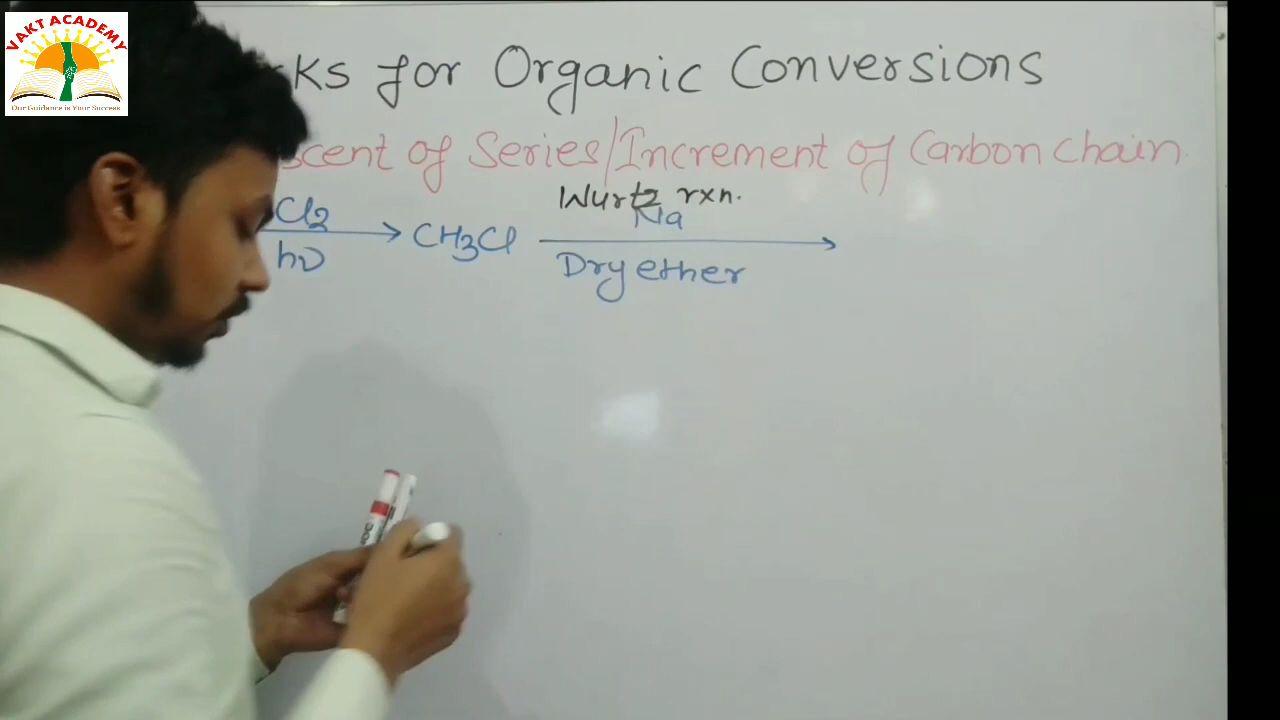 VAKT ACADEMY
Our Guidance is Your Success
rks for Organic Conversions
scent of Series/Increment of Carbon chain.
Cl2
hν
CH3Cl
Wurtz rxn.
Na
Dry ether